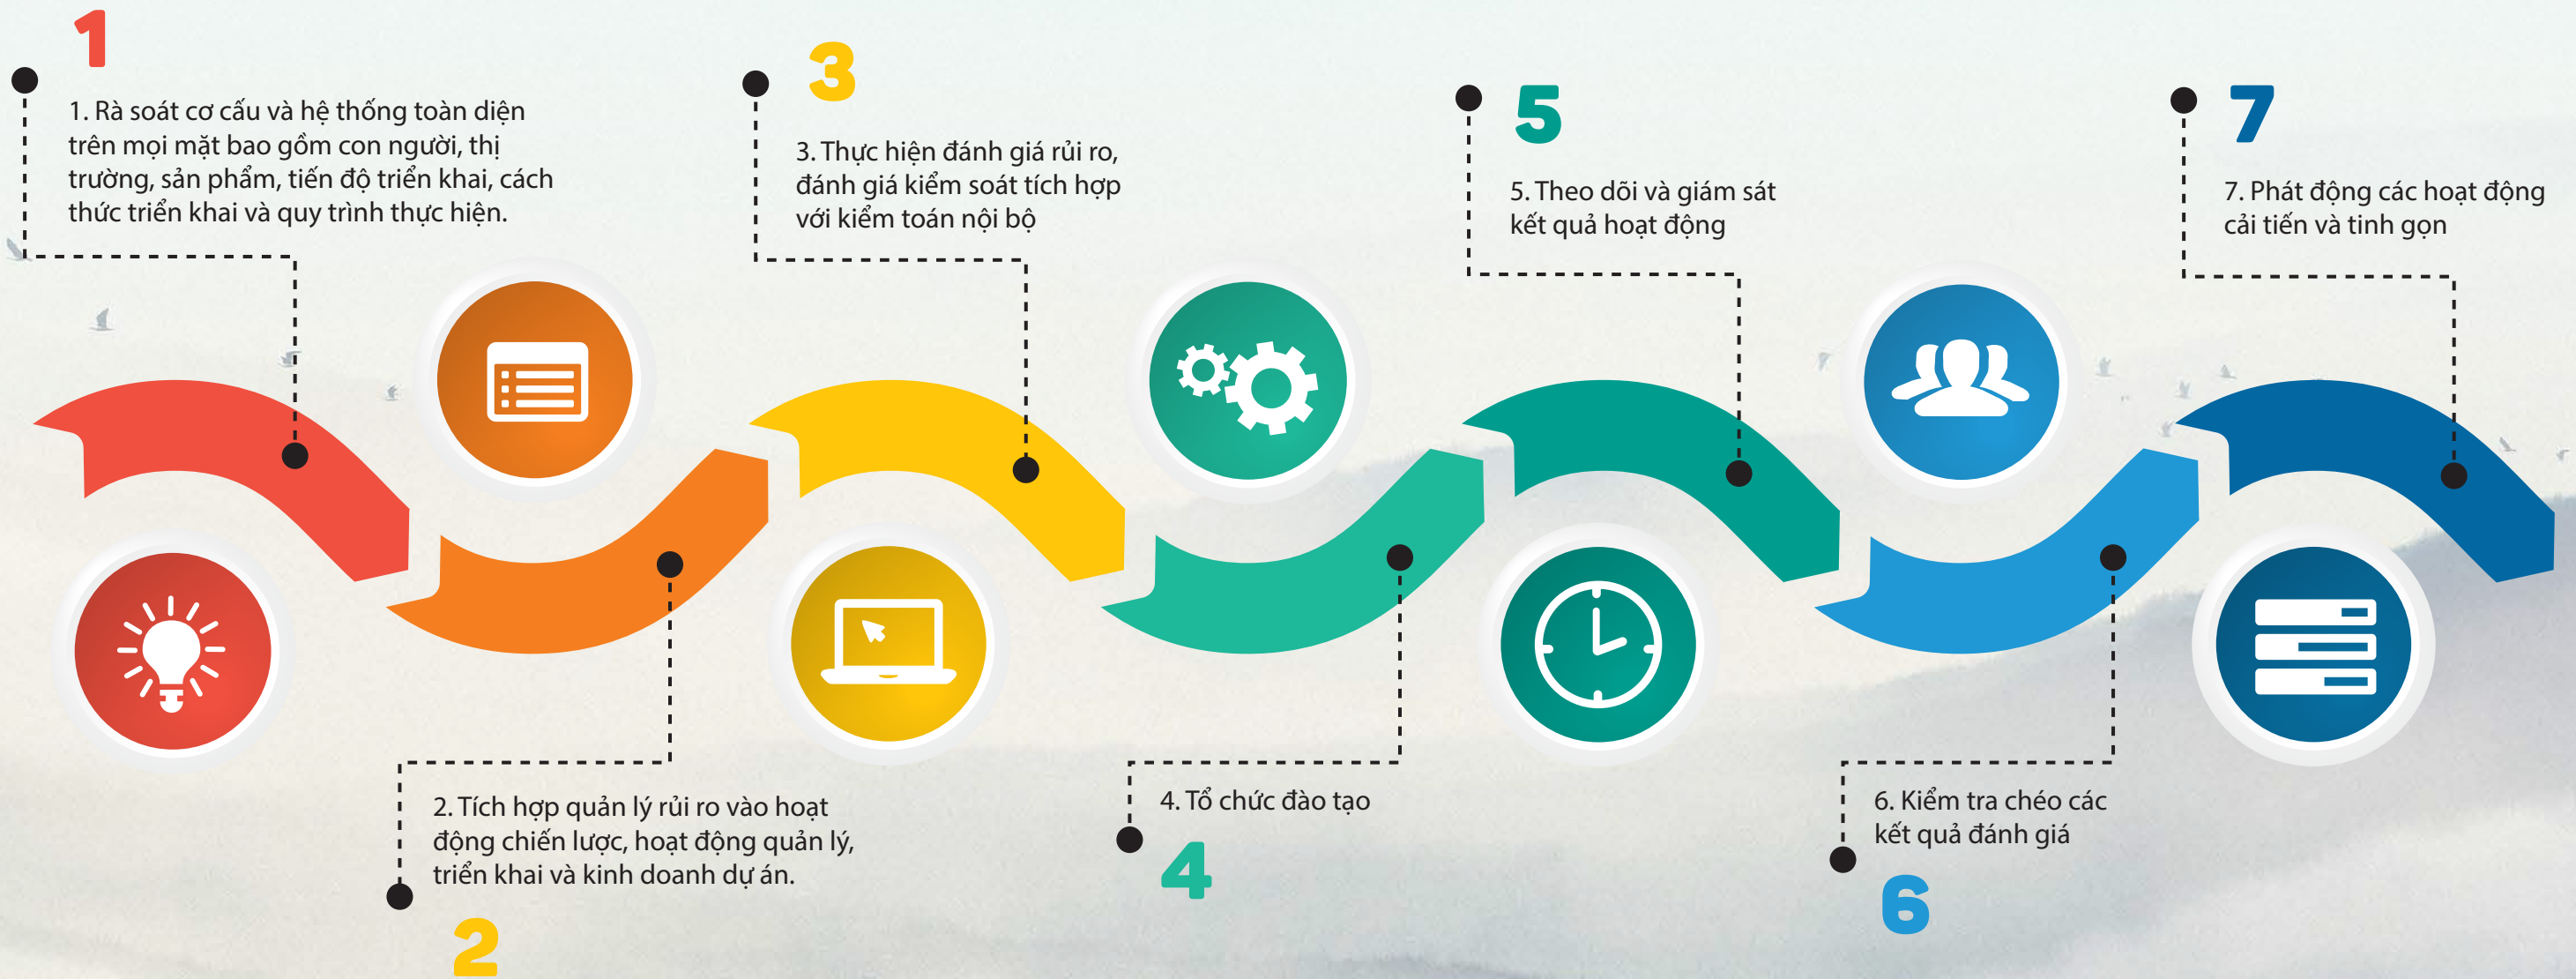 1
1. Rà soát cơ cấu và hệ thống toàn diện
trên mọi mặt bao gồm con người, thị
trường, sản phẩm, tiến độ triển khai, cách
thức triển khai và quy trình thực hiện.
2. Tích hợp quản lý rủi ro vào hoạt
động chiến lược, hoạt động quản lý,
triển khai và kinh doanh dự án.
2
3
3. Thực hiện đánh giá rủi ro,
đánh giá kiểm soát tích hợp
với kiểm toán nội bộ
4. Tổ chức đào tạo
4
5
5. Theo dõi và giám sát
kết quả hoạt động
6. Kiểm tra chéo các
kết quả đánh giá
6
7
7. Phát động các hoạt động
cải tiến và tinh gọn